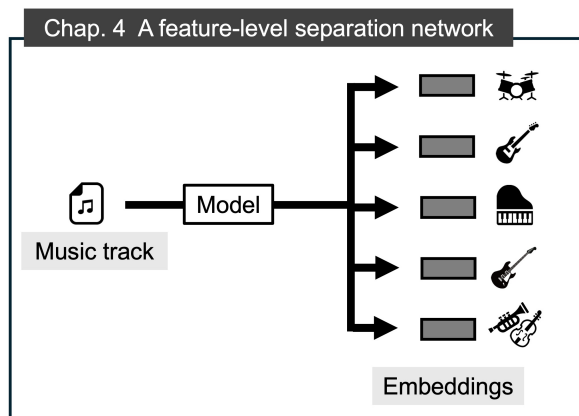 Chap. 4 A feature-level separation network
Model
Music track
Embeddings